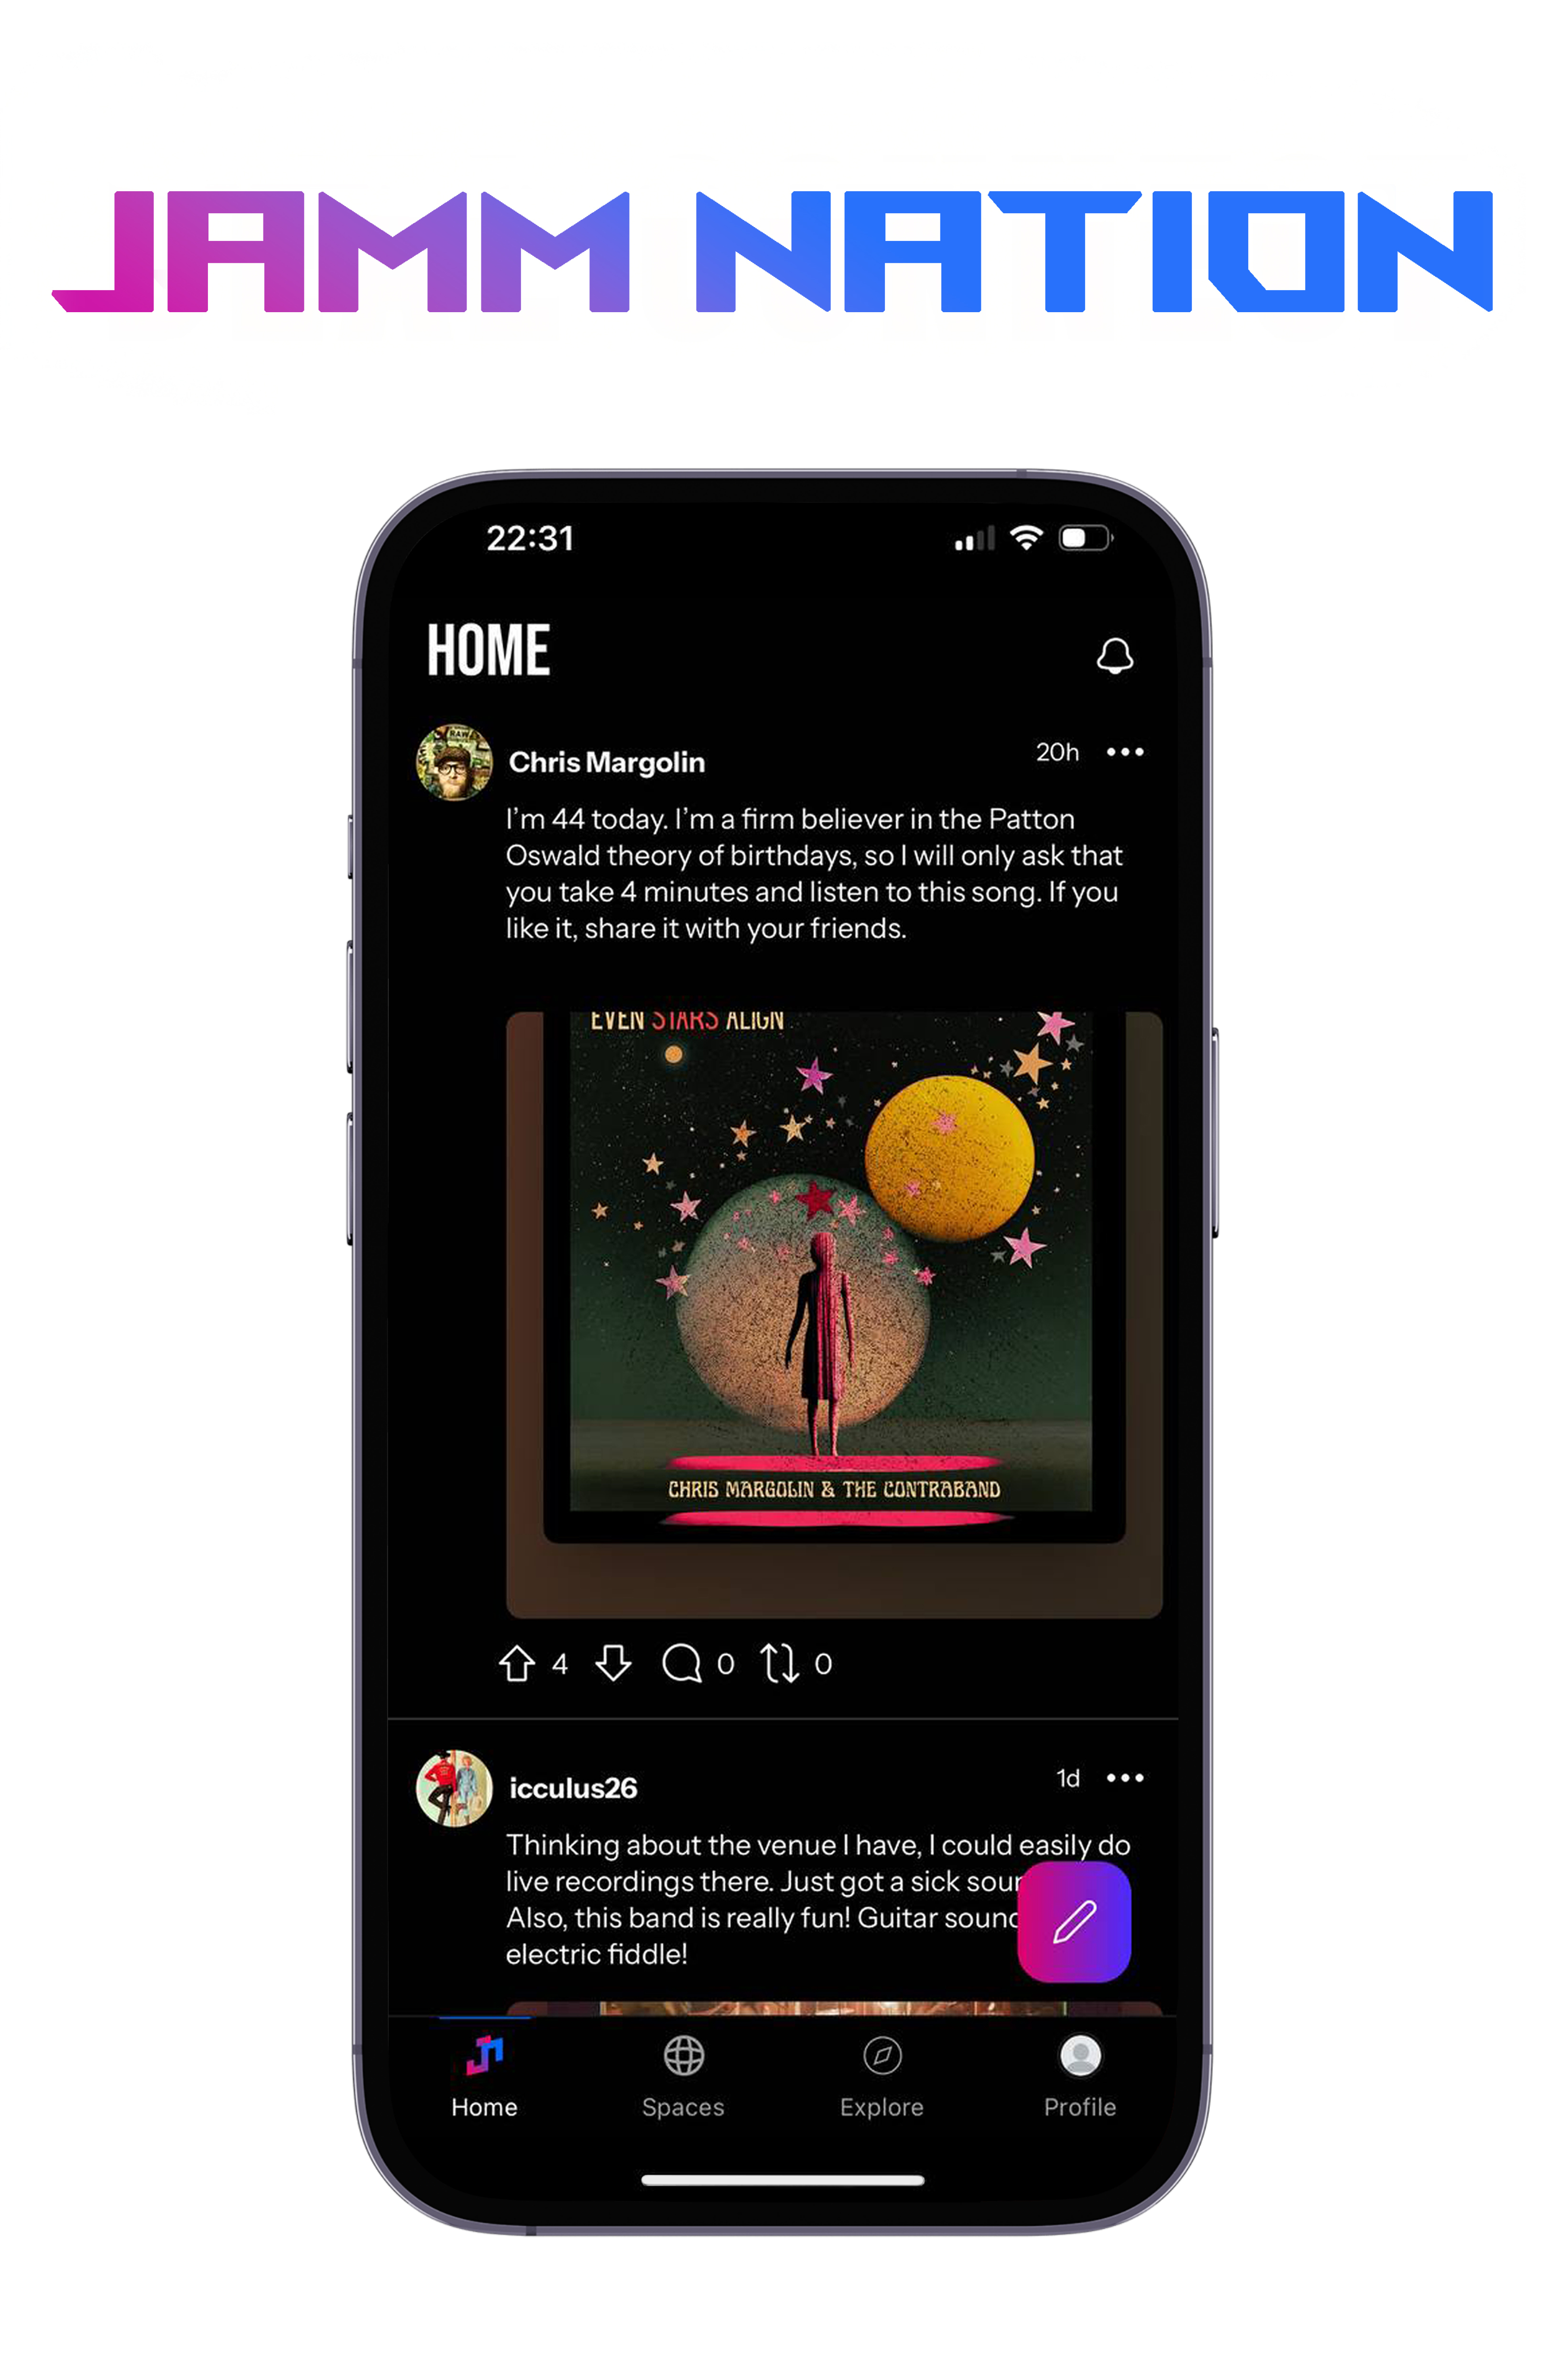 JAMM NATION
22:31
HOME
Chris Margolin
20h
I'm 44 today. I'm a firm believer in the Patton
Oswald theory of birthdays, so I will only ask that
you take 4 minutes and listen to this song. If you
like it, share it with your friends.
EVEN STARS ALIGN
CHRIS MARGOLIN & THE CONTRABAND
4
0
0
icculus26
1d
Thinking about the venue I have, I could easily do
live recordings there. Just got a sick
Also, this band is really fun! Guitar
electric fiddle!
Home
Spaces
Explore
Profile